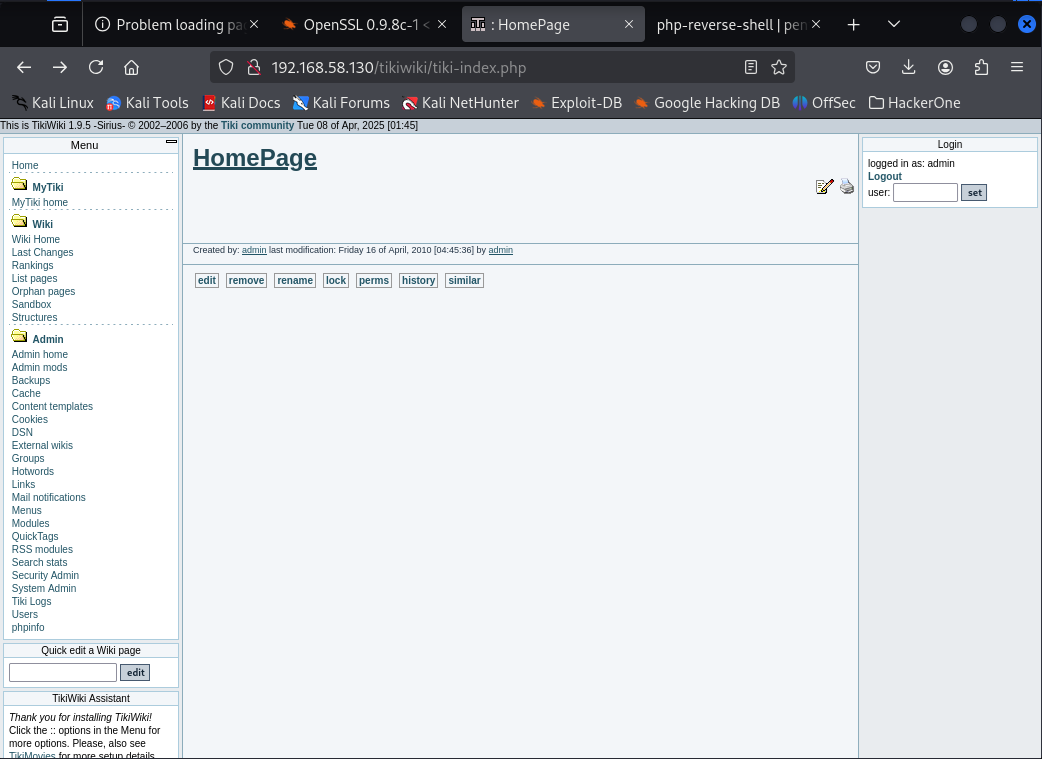 Problem loading pa
OpenSSL 0.9.8c-1 <
: HomePage
php-reverse-shell | pen
192.168.58.130/tikiwiki/tiki-index.php
Kali Linux
Kali Tools
Kali Docs
Kali Forums
Kali NetHunter
Exploit-DB
Google Hacking DB
OffSec
HackerOne
This is TikiWiki 1.9.5 -Sirius- © 2002–2006 by the Tiki community Tue 08 of Apr, 2025 [01:45]
Menu
Home
MyTiki
MyTiki home
Wiki
Wiki Home
Last Changes
Rankings
List pages
Orphan pages
Sandbox
Structures
Admin
Admin home
Admin mods
Backups
Cache
Content templates
Cookies
DSN
External wikis
Groups
Hotwords
Links
Mail notifications
Menus
Modules
QuickTags
RSS modules
Search stats
Security Admin
System Admin
Tiki Logs
Users
phpinfo
Quick edit a Wiki page
edit
TikiWiki Assistant
Thank you for installing TikiWiki!
Click the :: options in the Menu for
more options. Please, also see
TikiMovies for more setup details.
HomePage
Created by: admin last modification: Friday 16 of April, 2010 [04:45:36] by admin
edit remove rename lock perms history similar
Login
logged in as: admin
Logout
user: set